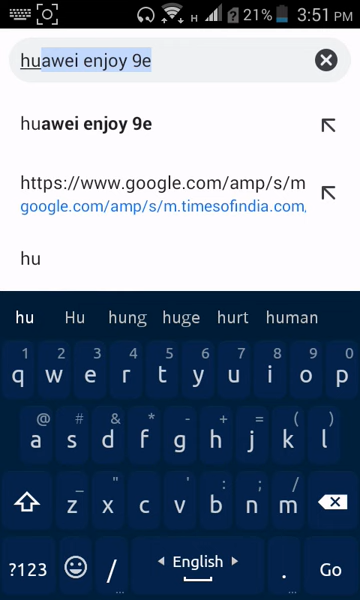 H 21% 3:51 PM
huawei enjoy 9e
huawei enjoy 9e
https://www.google.com/amp/s/m
google.com/amp/s/m.timesofindia.com,
hu
hu Hu hung huge hurt human
1 2 3 4 5 6 7 8 9 0
q w e r t y u i o p
@ # & * - + = ( )
a s d f g h j k l
_ " ' : ; /
z x c v b n m
?123 / English . Go
... ...